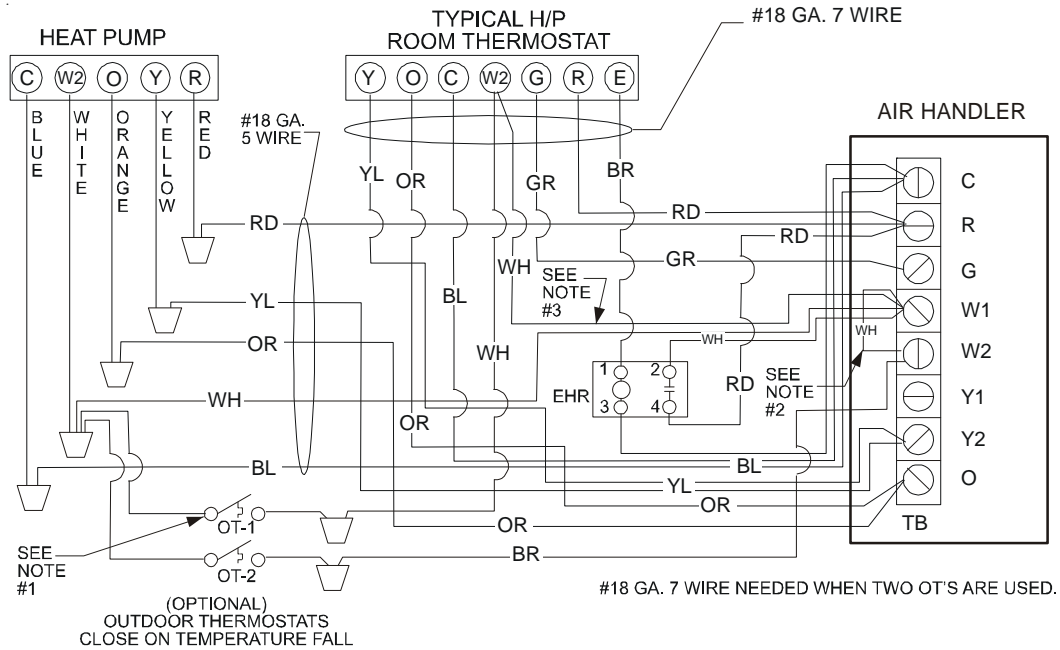 HEAT PUMP
C W2 O Y R
BLUE
WHITE
ORANGE
YELLOW
RED
#18 GA.
5 WIRE
TYPICAL H/P
ROOM THERMOSTAT
Y O C W2 G R E
#18 GA. 7 WIRE
AIR HANDLER
C
R
G
W1
W2
Y1
Y2
O
TB
YL
OR
GR
BR
RD
RD
RD
GR
WH
SEE
NOTE
#3
BL
YL
OR
WH
WH
WH
SEE
NOTE
#2
RD
EHR
1
2
3
4
WH
OR
BL
BL
YL
OR
OR
BR
OT-1
OT-2
SEE
NOTE
#1
(OPTIONAL)
OUTDOOR THERMOSTATS
CLOSE ON TEMPERATURE FALL
#18 GA. 7 WIRE NEEDED WHEN TWO OT'S ARE USED.